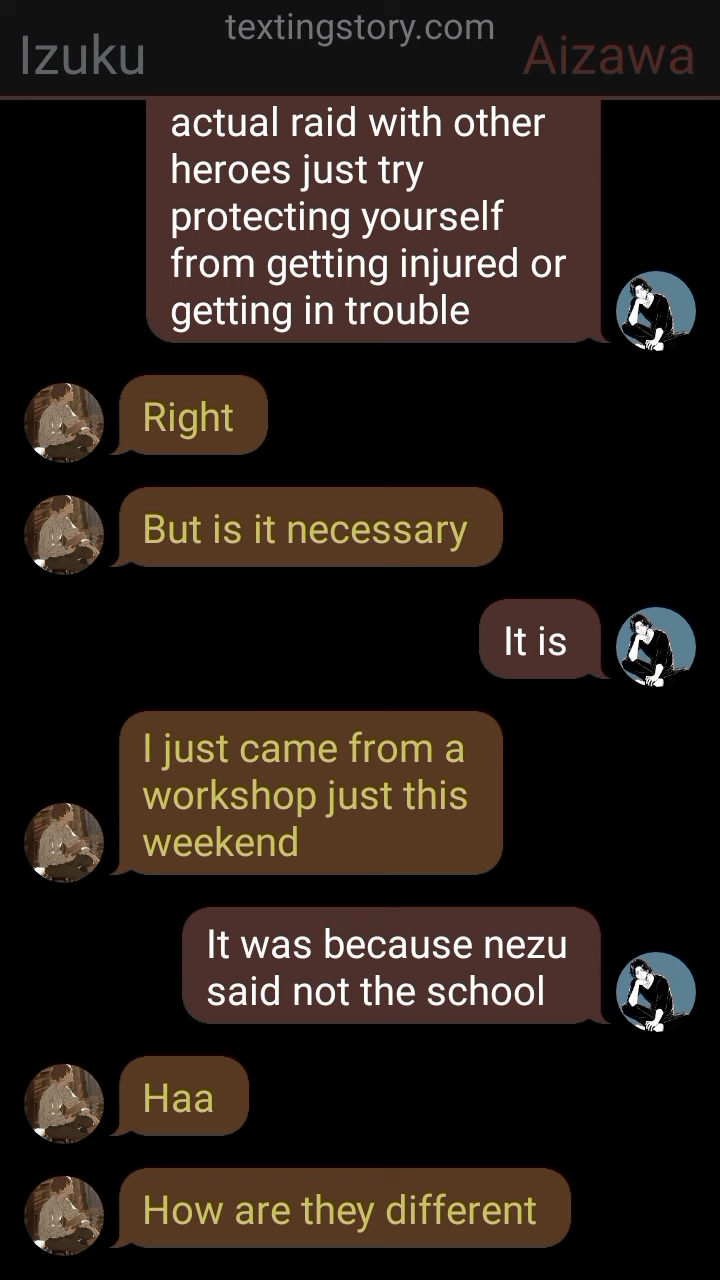 textingstory.com
Izuku
Aizawa
actual raid with other
heroes just try
protecting yourself
from getting injured or
getting in trouble
Right
But is it necessary
It is
I just came from a
workshop just this
weekend
It was because nezu
said not the school
Haa
How are they different